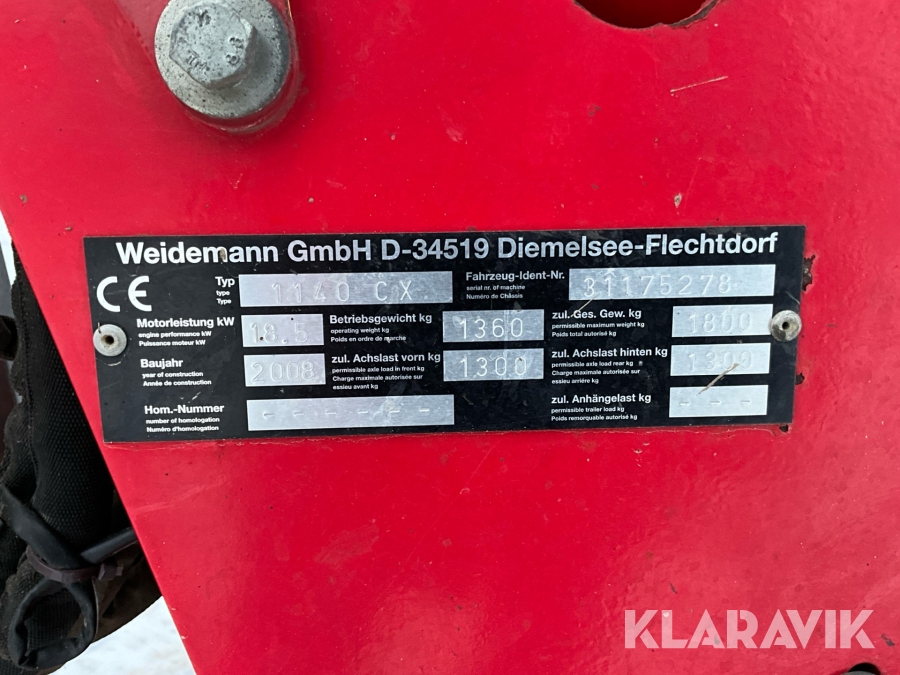 Weidemann GmbH D-34519 Diemelsee-Flechtdorf
CE
Typ
type
Type
1140 CX
Fahrzeug-Ident-Nr.
serial nr. of machine
Numéro de Châssis
31175278
Motorleistung kW
engine performance kW
Puissance moteur kW
18.5
Betriebsgewicht kg
operating weight kg
Poids en ordre de marche
1360
zul. Ges. Gew. kg
permissible maximum weight kg
Poids total autorisé kg
1800
Baujahr
year of construction
Année de construction
2008
zul. Achslast vorn kg
permissible axle load in front kg
Charge maximale autorisée sur
essieu avant kg
1300
zul. Achslast hinten kg
permissible axle load rear kg
Charge maximale autorisée sur
essieu arrière kg
1300
Hom.-Nummer
number of homologation
Numéro d'homologation
- - - - - -
zul. Anhängelast kg
permissible trailer load kg
Poids remorquable autorisé kg
- - -
KLARAVIK